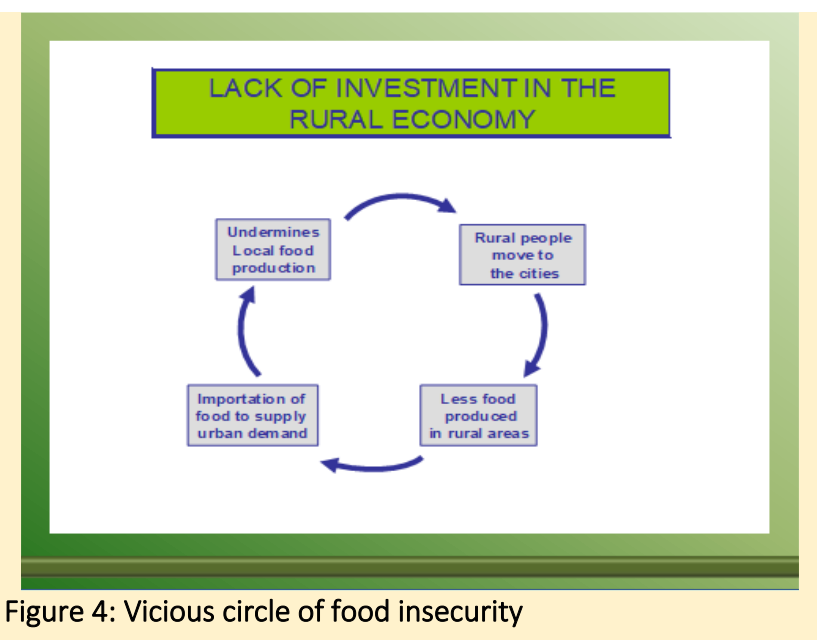 LACK OF INVESTMENT IN THE
RURAL ECONOMY
Undermines
Local food
production
Rural people
move to
the cities
Importation of
food to supply
urban demand
Less food
produced
in rural areas
Figure 4: Vicious circle of food insecurity